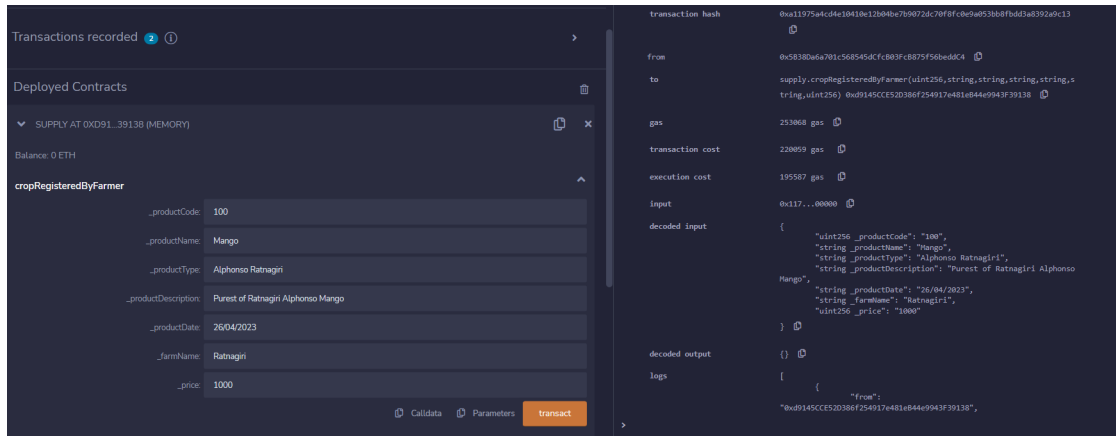 Transactions recorded 2
Deployed Contracts
SUPPLY AT 0XD91...39138 (MEMORY)
Balance: 0 ETH
cropRegisteredByFarmer
_productCode: 100
_productName: Mango
_productType: Alphonso Ratnagiri
_productDescription: Purest of Ratnagiri Alphonso Mango
_productDate: 26/04/2023
_farmName: Ratnagiri
_price: 1000
Calldata Parameters transact
transaction hash 0xa11975a4cd4e10410e12b04be7b9072dc70f8fc0e9a053bb8fbdd3a8392a9c13
from 0x5B38Da6a701c568545dCfcB03FcB875f56beddC4
to supply.cropRegisteredByFarmer(uint256,string,string,string,string,s
tring,uint256) 0xd9145CCE52D386f254917e481eB44e9943F39138
gas 253068 gas
transaction cost 220059 gas
execution cost 195587 gas
input 0x117...00000
decoded input {
"uint256 _productCode": "100",
"string _productName": "Mango",
"string _productType": "Alphonso Ratnagiri",
"string _productDescription": "Purest of Ratnagiri Alphonso
Mango",
"string _productDate": "26/04/2023",
"string _farmName": "Ratnagiri",
"uint256 _price": "1000"
}
decoded output {}
logs [
{
"from":
"0xd9145CCE52D386f254917e481eB44e9943F39138",
>